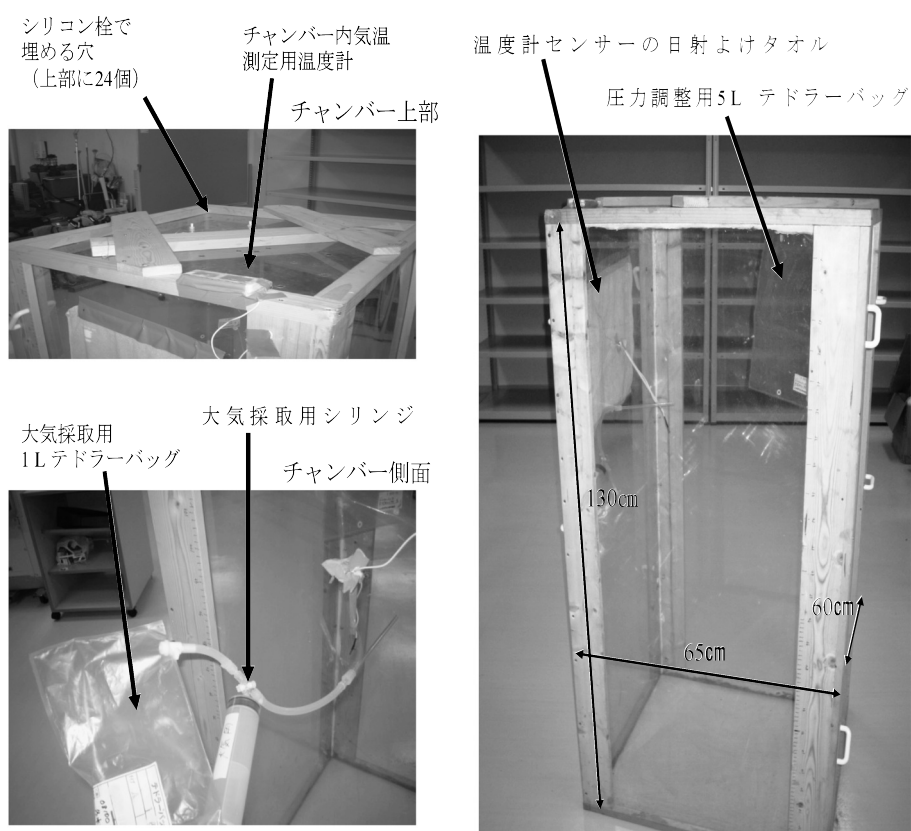 シリコン栓で
埋める穴
（上部に24個）
チャンバー内気温
測定用温度計
チャンバー上部
温度計センサーの日射よけタオル
圧力調整用5L テドラーバッグ
大気採取用
1Lテドラーバッグ
大気採取用シリンジ
チャンバー側面
130cm
60cm
65cm